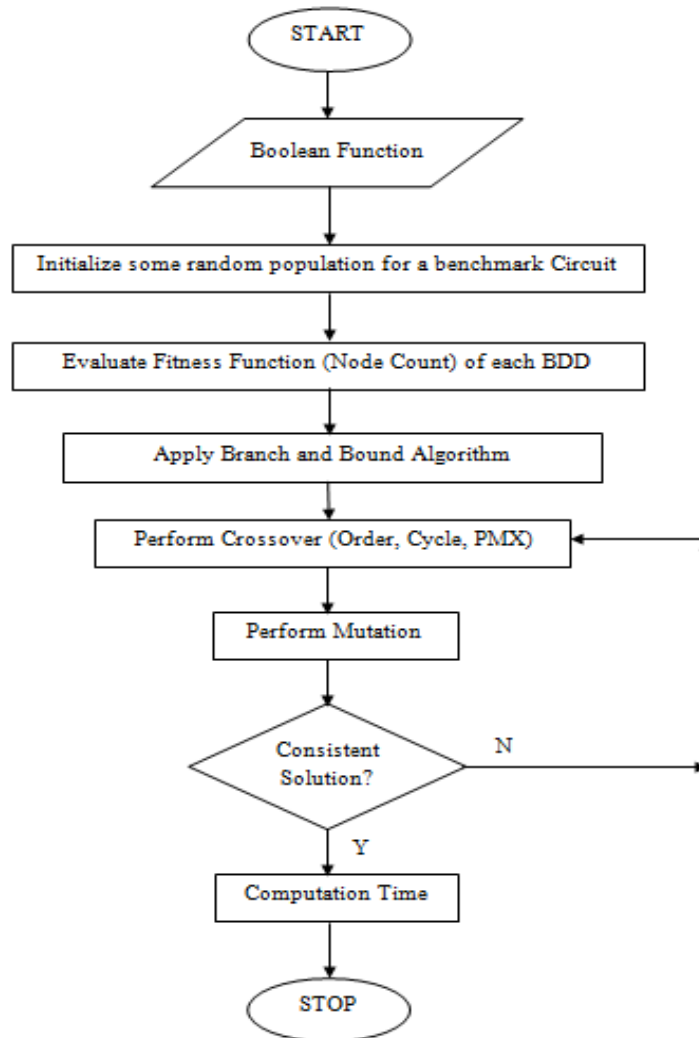 START
Boolean Function
Initialize some random population for a benchmark Circuit
Evaluate Fitness Function (Node Count) of each BDD
Apply Branch and Bound Algorithm
Perform Crossover (Order, Cycle, PMX)
Perform Mutation
Consistent
Solution?
N
Y
Computation Time
STOP